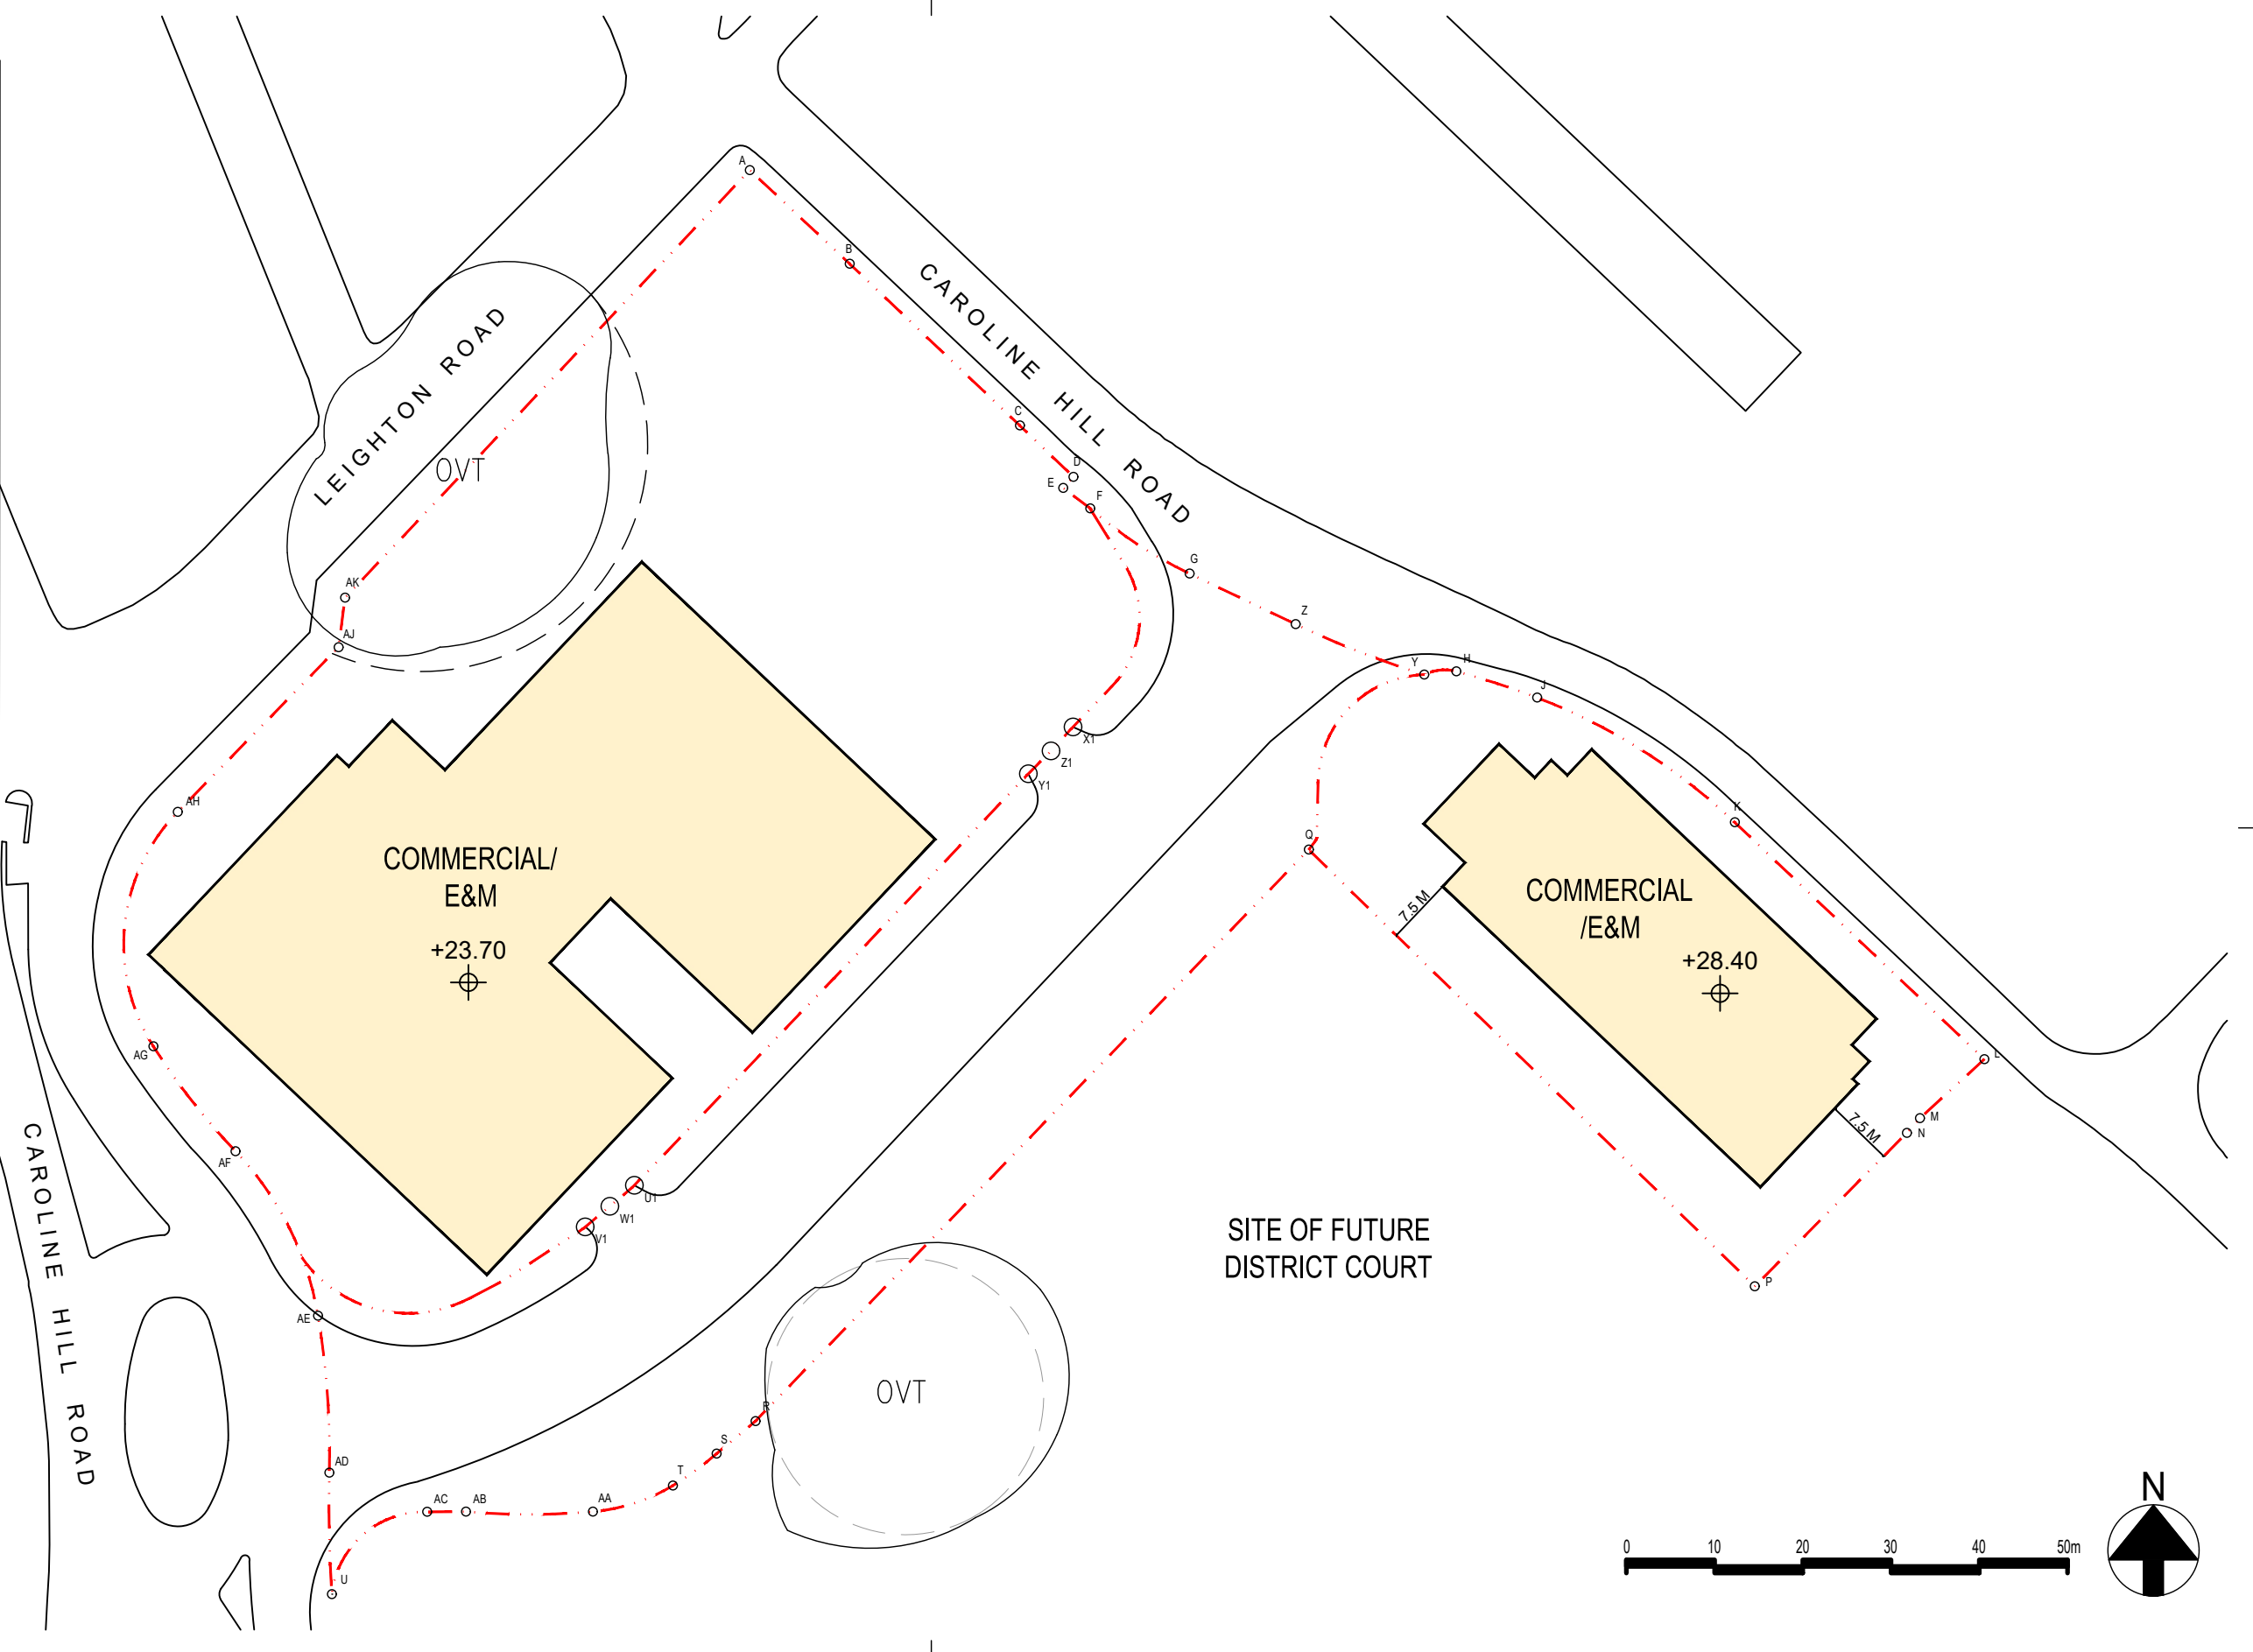 A
B
CAROLINE HILL ROAD
LEIGHTON ROAD
C
OVT
D
E
F
G
AK
Z
AJ
Y
H
J
X1
Z1
Y1
AH
K
Q
COMMERCIAL/
E&M
+23.70
7.5 M
COMMERCIAL
/E&M
+28.40
AG
L
M
N
7.5 M
AF
CAROLINE HILL ROAD
U1
W1
V1
SITE OF FUTURE
DISTRICT COURT
P
AE
OVT
R
S
T
AD
AC
AB
AA
U
N
0 10 20 30 40 50m